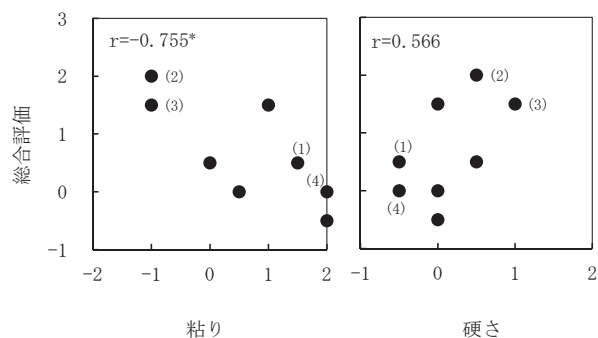 3
2
1
0
-1
総合評価
r=-0.755*
(2)
(3)
(1)
(4)
-2 -1 0 1 2
粘り
r=0.566
(2)
(3)
(1)
(4)
-1 0 1 2
硬さ